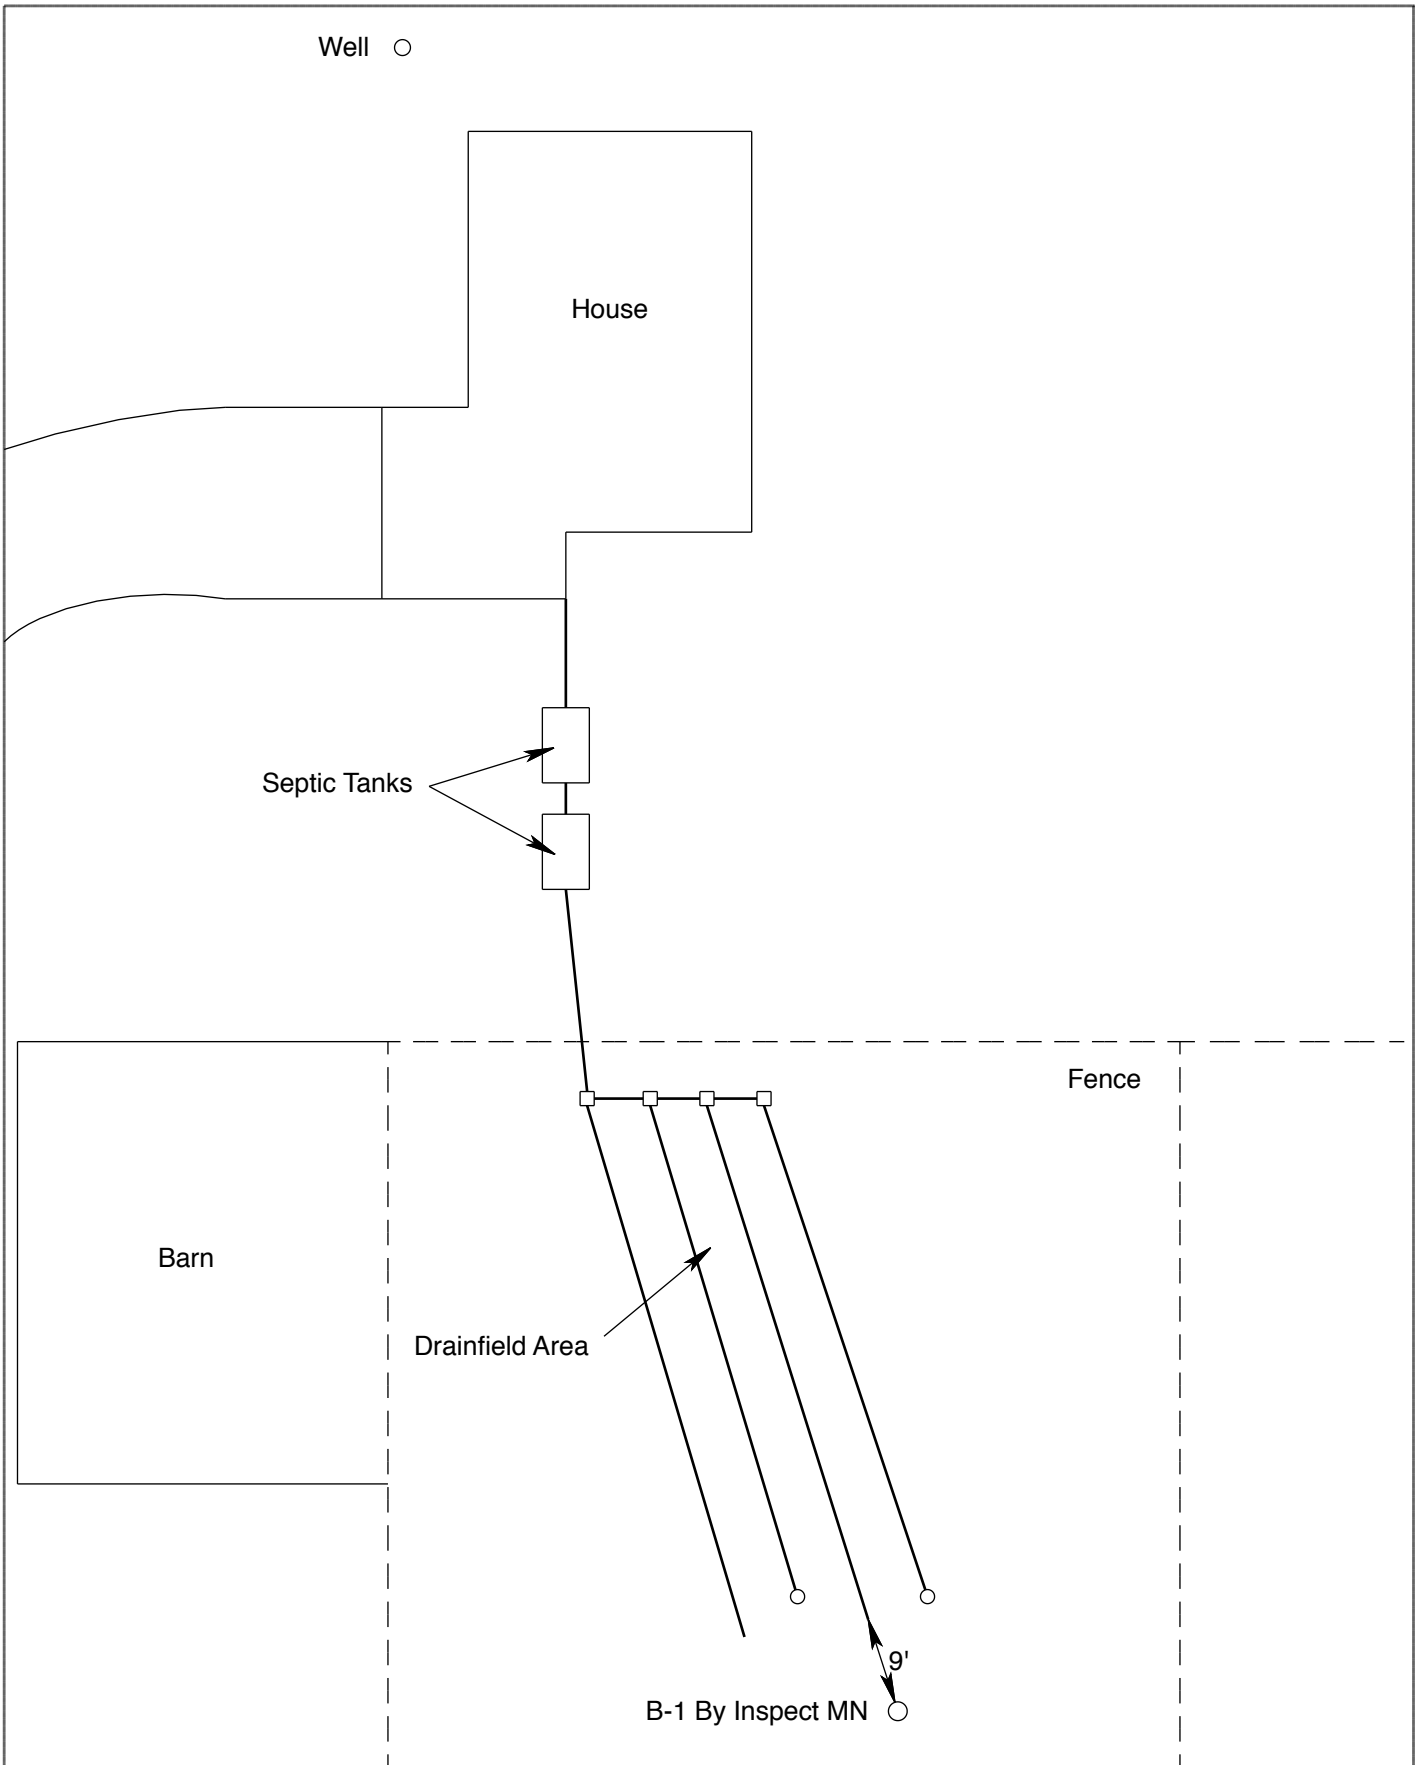 Well
House
Septic Tanks
Fence
Barn
Drainfield Area
9'
B-1 By Inspect MN